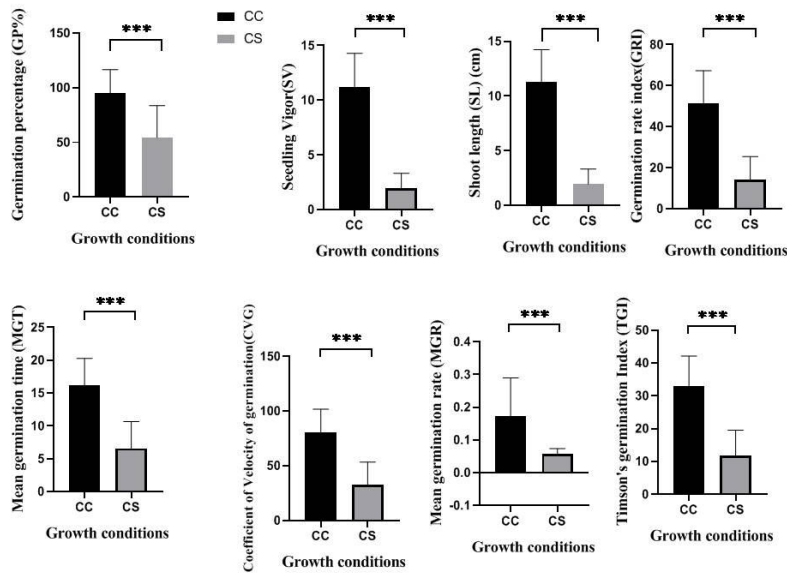 CC
CS
Germination percentage (GP%)
150
100
50
0
***
CC
CS
Growth conditions
Seedling Vigor(SV)
15
10
5
0
***
CC
CS
Growth conditions
Shoot length (SL) (cm)
15
10
5
0
***
CC
CS
Growth conditions
Germination rate index(GRI)
80
60
40
20
0
***
CC
CS
Growth conditions
Mean germination time (MGT)
25
20
15
10
5
0
***
CC
CS
Growth conditions
Coefficient of Velocity of germination(CVG)
150
100
50
0
***
CC
CS
Growth conditions
Mean germination rate (MGR)
0.4
0.3
0.2
0.1
0.0
-0.1
***
CC
CS
Growth conditions
Timson's germination Index (TGI)
50
40
30
20
10
0
***
CC
CS
Growth conditions